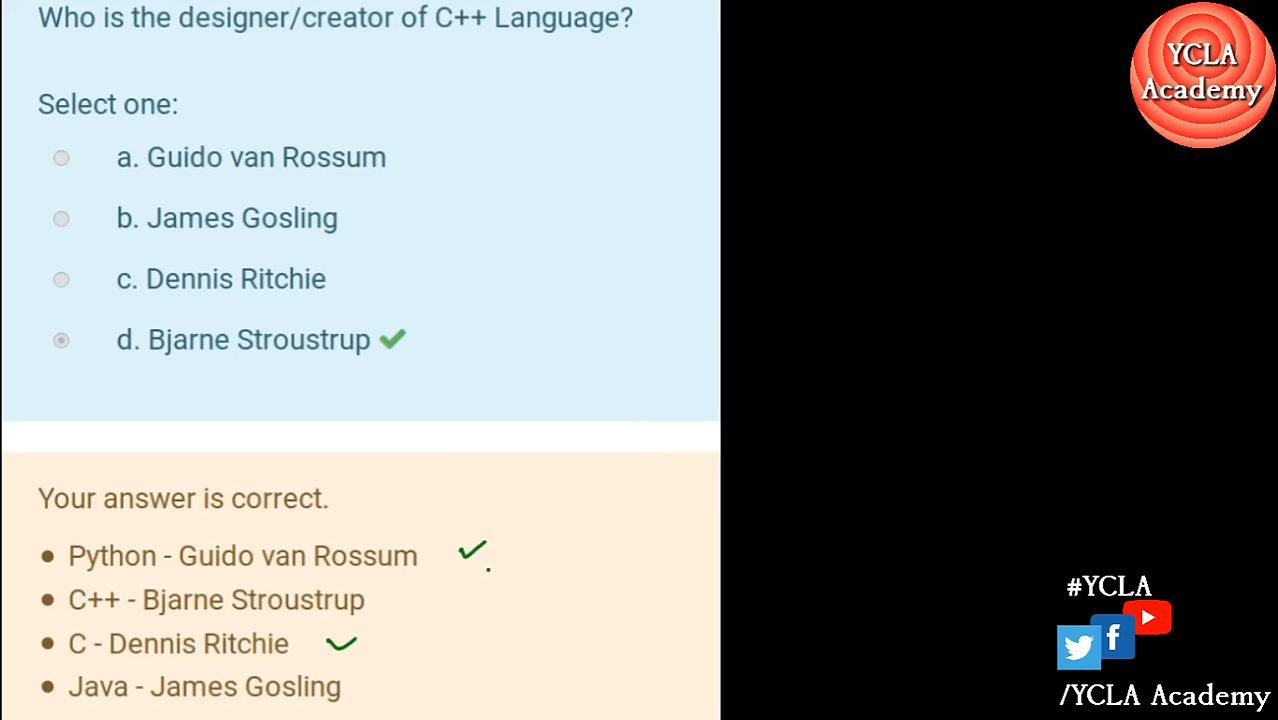 Who is the designer/creator of C++ Language?
Select one:
a. Guido van Rossum
b. James Gosling
c. Dennis Ritchie
d. Bjarne Stroustrup
Your answer is correct.
Python - Guido van Rossum
C++ - Bjarne Stroustrup
C - Dennis Ritchie
Java - James Gosling
YCLA
Academy
#YCLA
/YCLA Academy